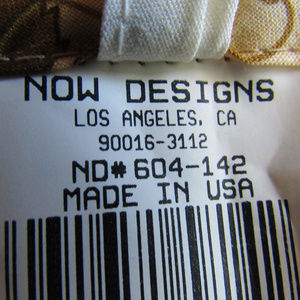 NOW DESIGNS
LOS ANGELES, CA
90016-3112
ND# 604-142
MADE IN USA